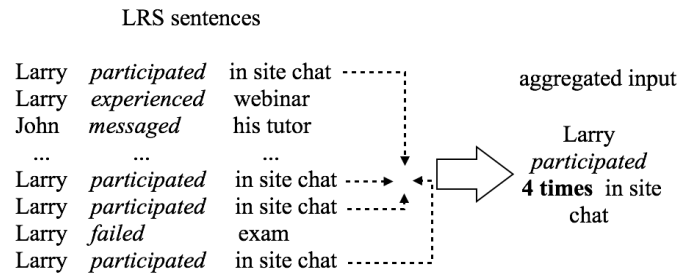 LRS sentences
Larry participated in site chat
Larry experienced webinar
John messaged his tutor
... ... ...
Larry participated in site chat
Larry participated in site chat
Larry failed exam
Larry participated in site chat
aggregated input
Larry
participated
4 times in site
chat